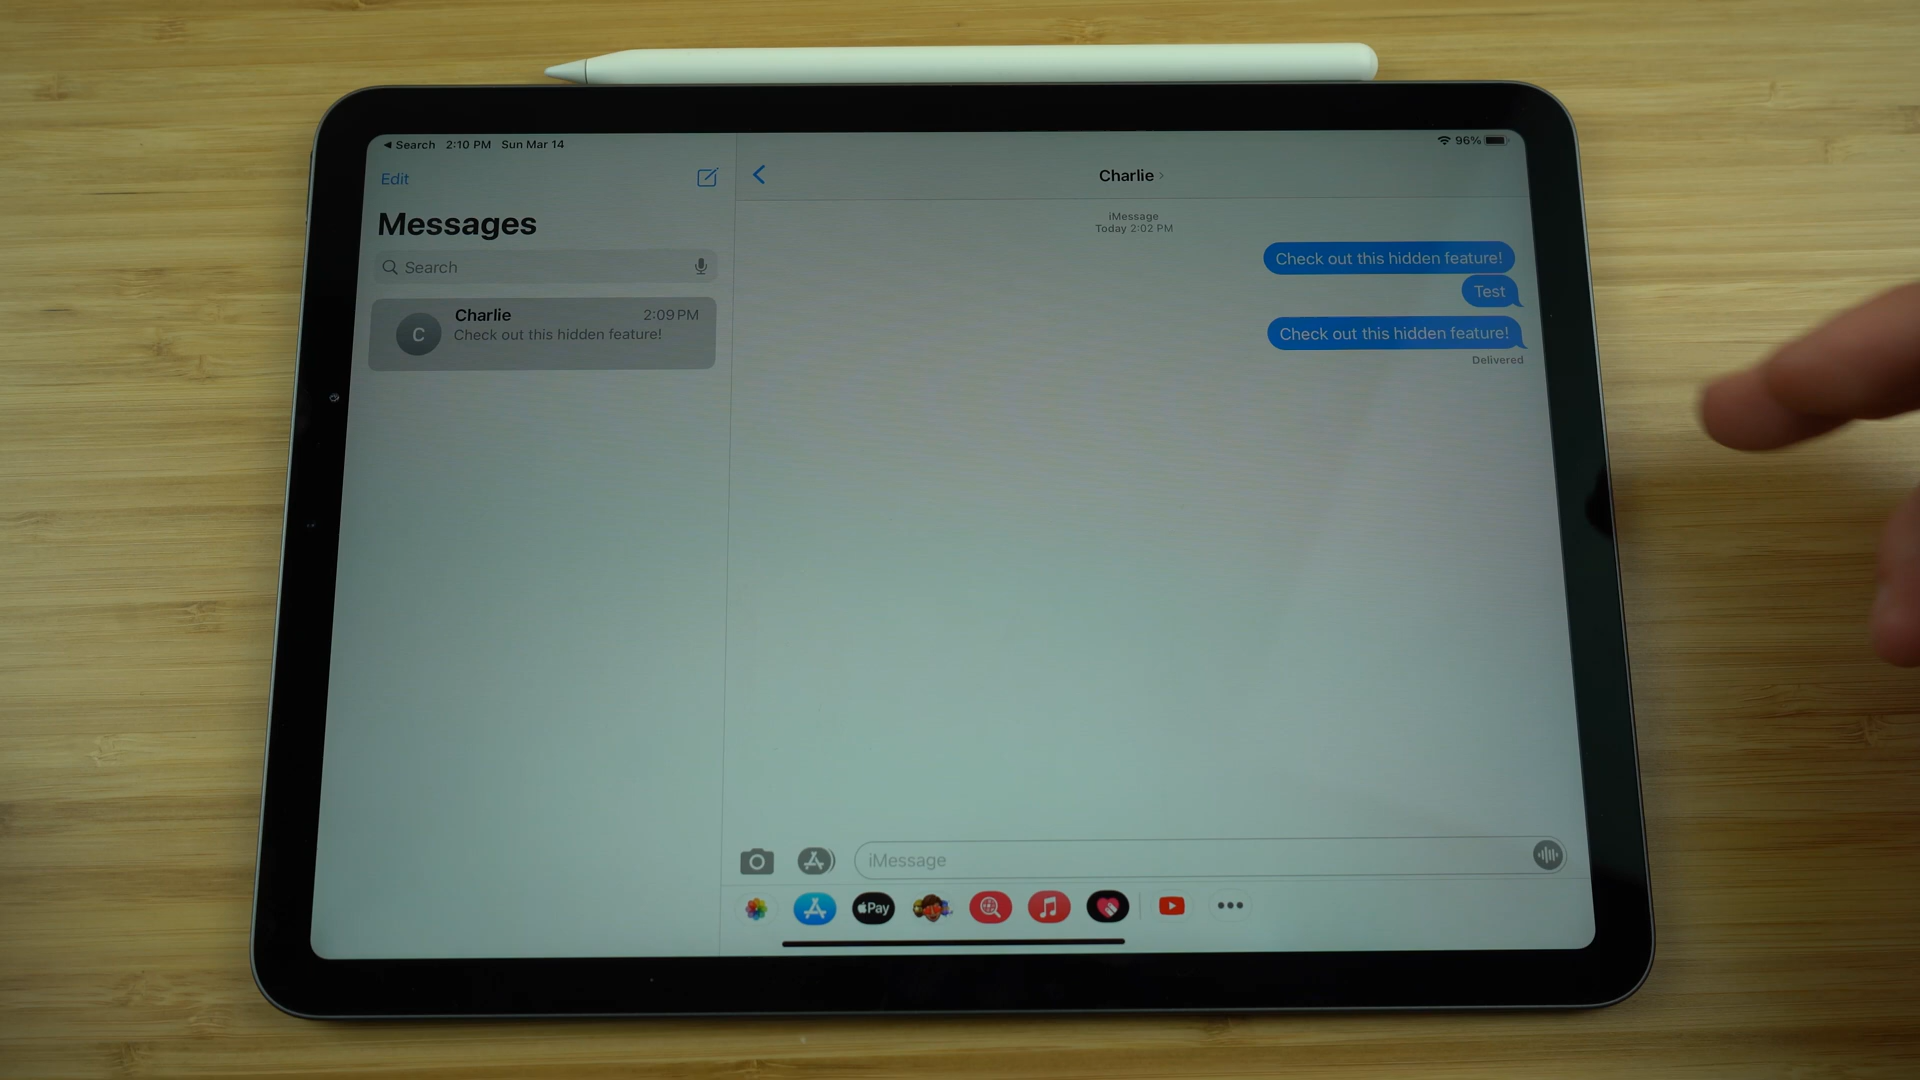 Search 2:10 PM Sun Mar 14
96%
Edit
Messages
Search
Charlie 2:09 PM
Check out this hidden feature!
C
Charlie
iMessage
Today 2:02 PM
Check out this hidden feature!
Test
Check out this hidden feature!
Delivered
iMessage
Pay